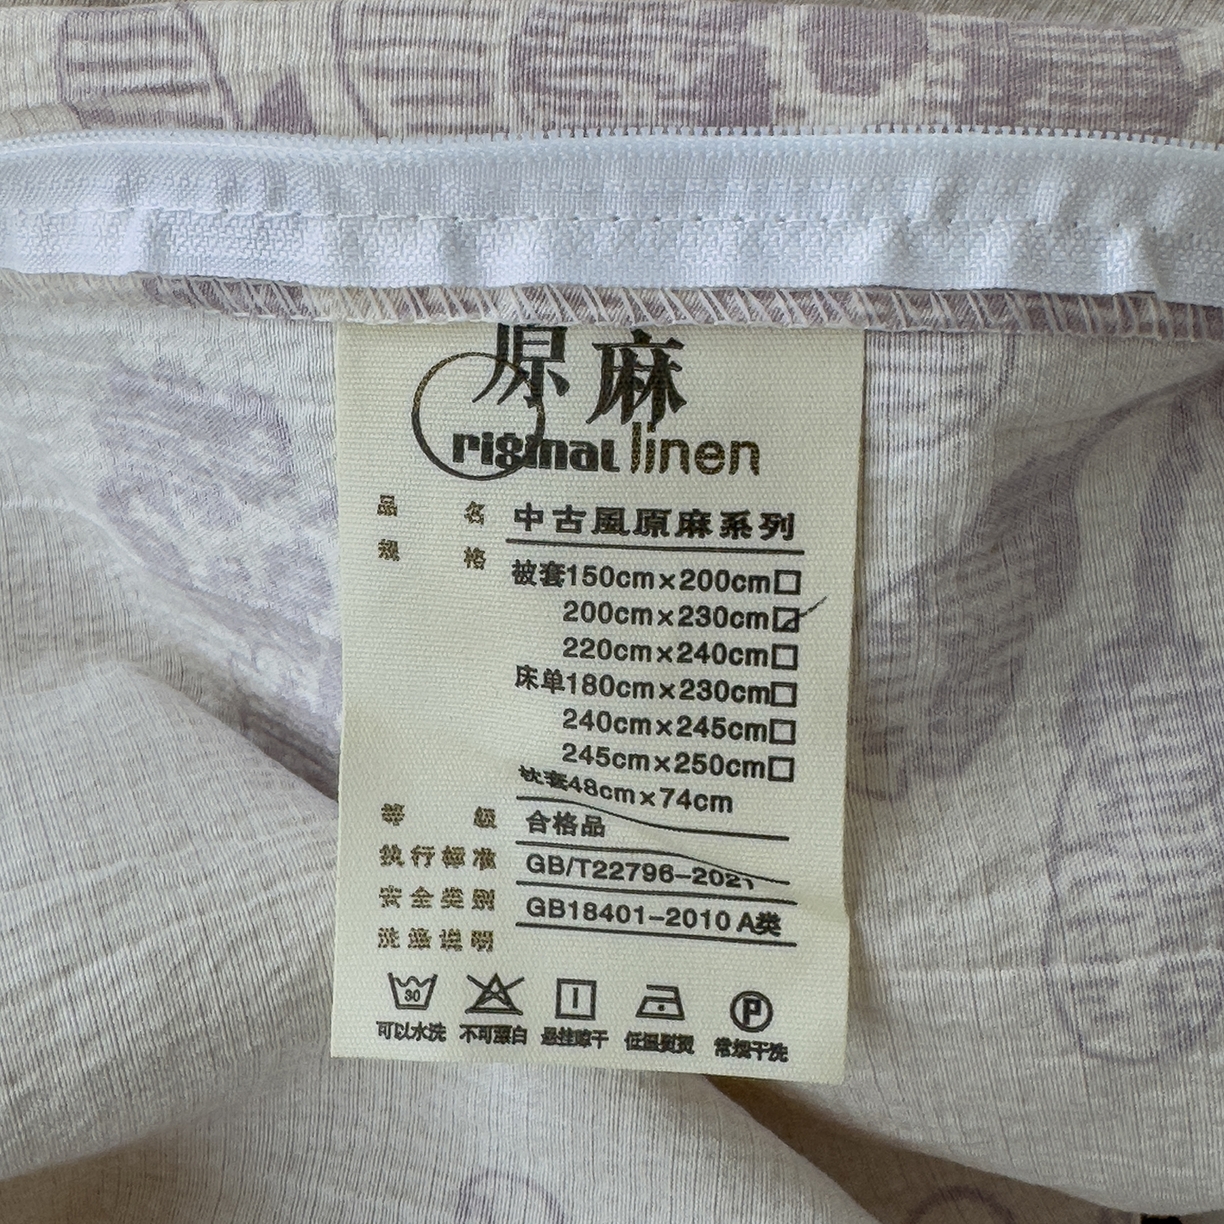 原麻
Original linen
品名 中古風原麻系列
规格 被套150cm×200cm□
200cm×230cm☑
220cm×240cm□
床单180cm×230cm□
240cm×245cm□
245cm×250cm□
枕套48cm×74cm
等级 合格品
执行标准 GB/T22796-2021
安全类别 GB18401-2010 A类
洗涤说明
30 P
可以水洗 不可漂白 悬挂晾干 低温熨烫 常规干洗